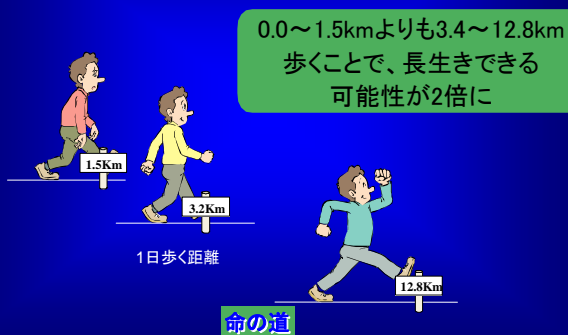 0.0～1.5kmよりも3.4～12.8km
歩くことで、長生きできる
可能性が2倍に
1.5Km
3.2Km
1日歩く距離
12.8Km
命の道